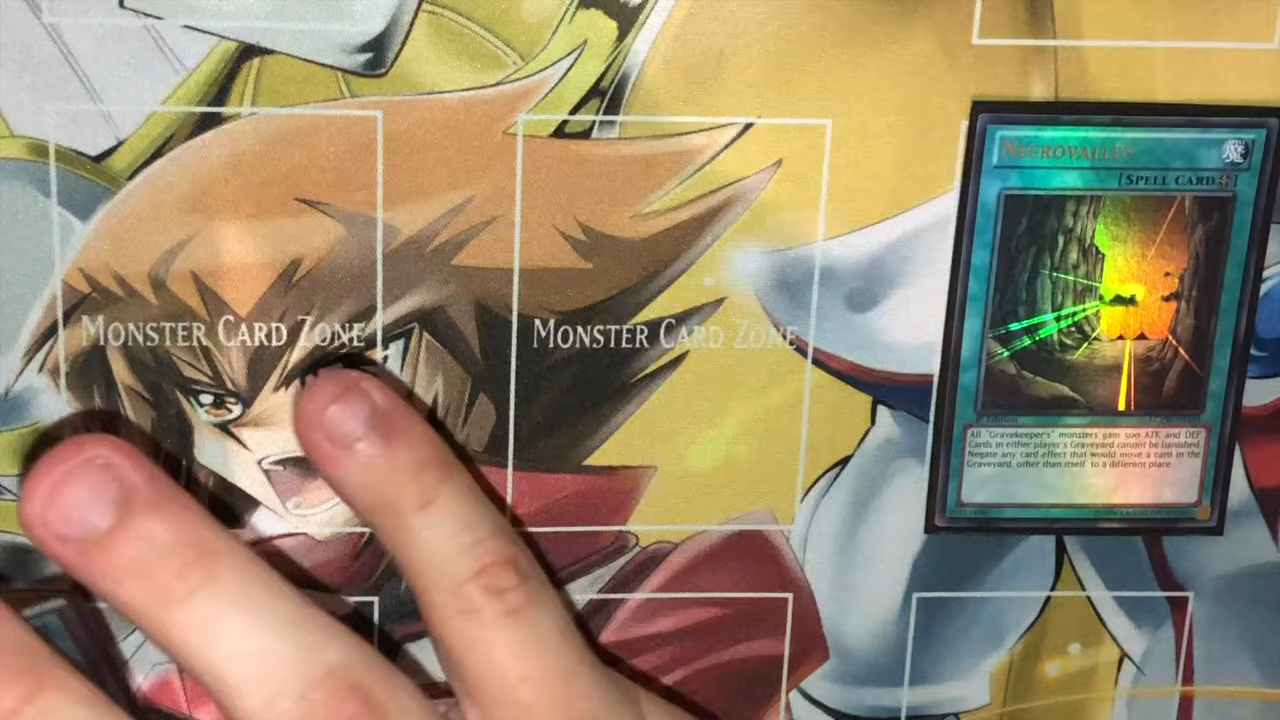 NECROVALLEY
[SPELL CARD]
MONSTER CARD ZONE
MONSTER CARD ZONE
1st Edition
All "Gravekeeper's" monsters gain 500 ATK and DEF
Cards in either player's Graveyard cannot be banished.
Negate any card effect that would move a card in the
Graveyard, other than itself to a different place.